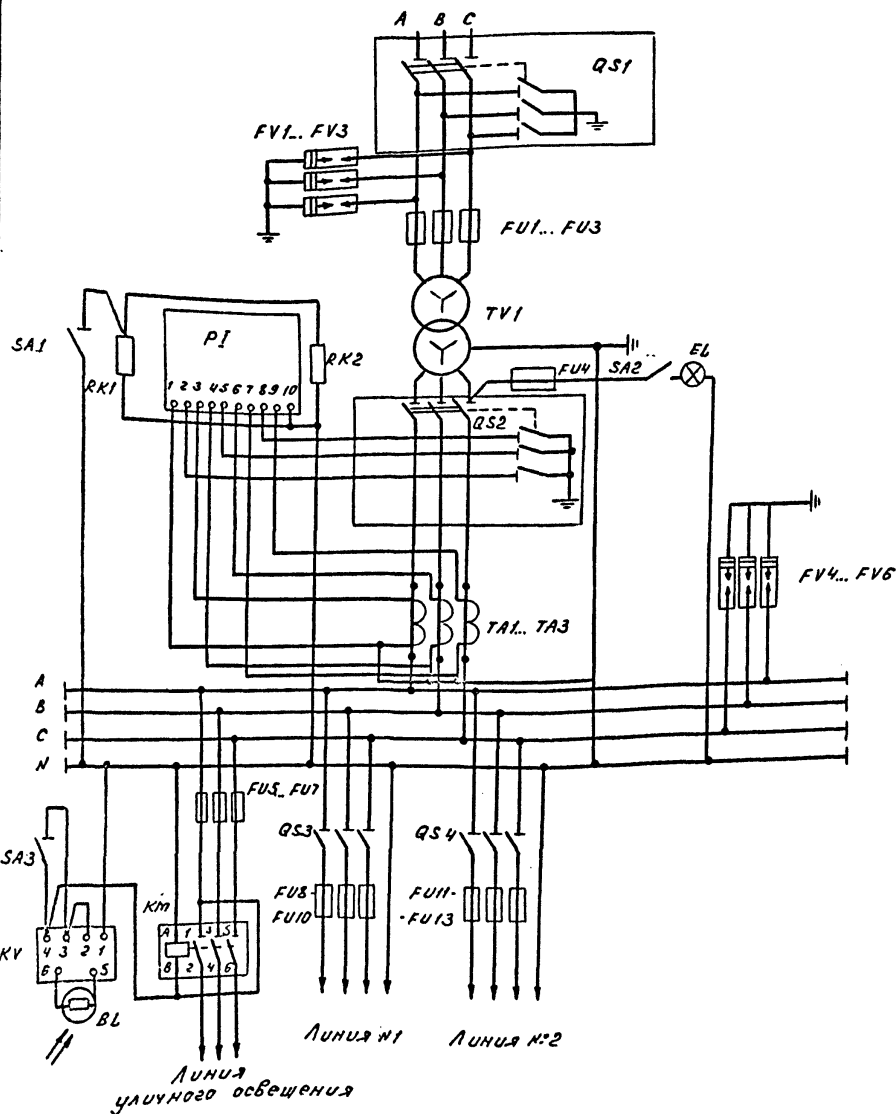 A B C
QS1
FV1... FV3
FU1... FU3
TV1
SA1
PI
RK1
RK2
1 2 3 4 5 6 7 8 9 10
FU4
SA2
EL
QS2
FV4... FV6
TA1... TA3
A
B
C
N
FU5... FU7
QS3
QS4
SA3
KM
FU8-
FU10
FU11-
-FU13
A 1 3 5
B 2 4 6
KV
4 3 2 1
6 5
BL
Линия N1
Линия №2
Линия
уличного освещения